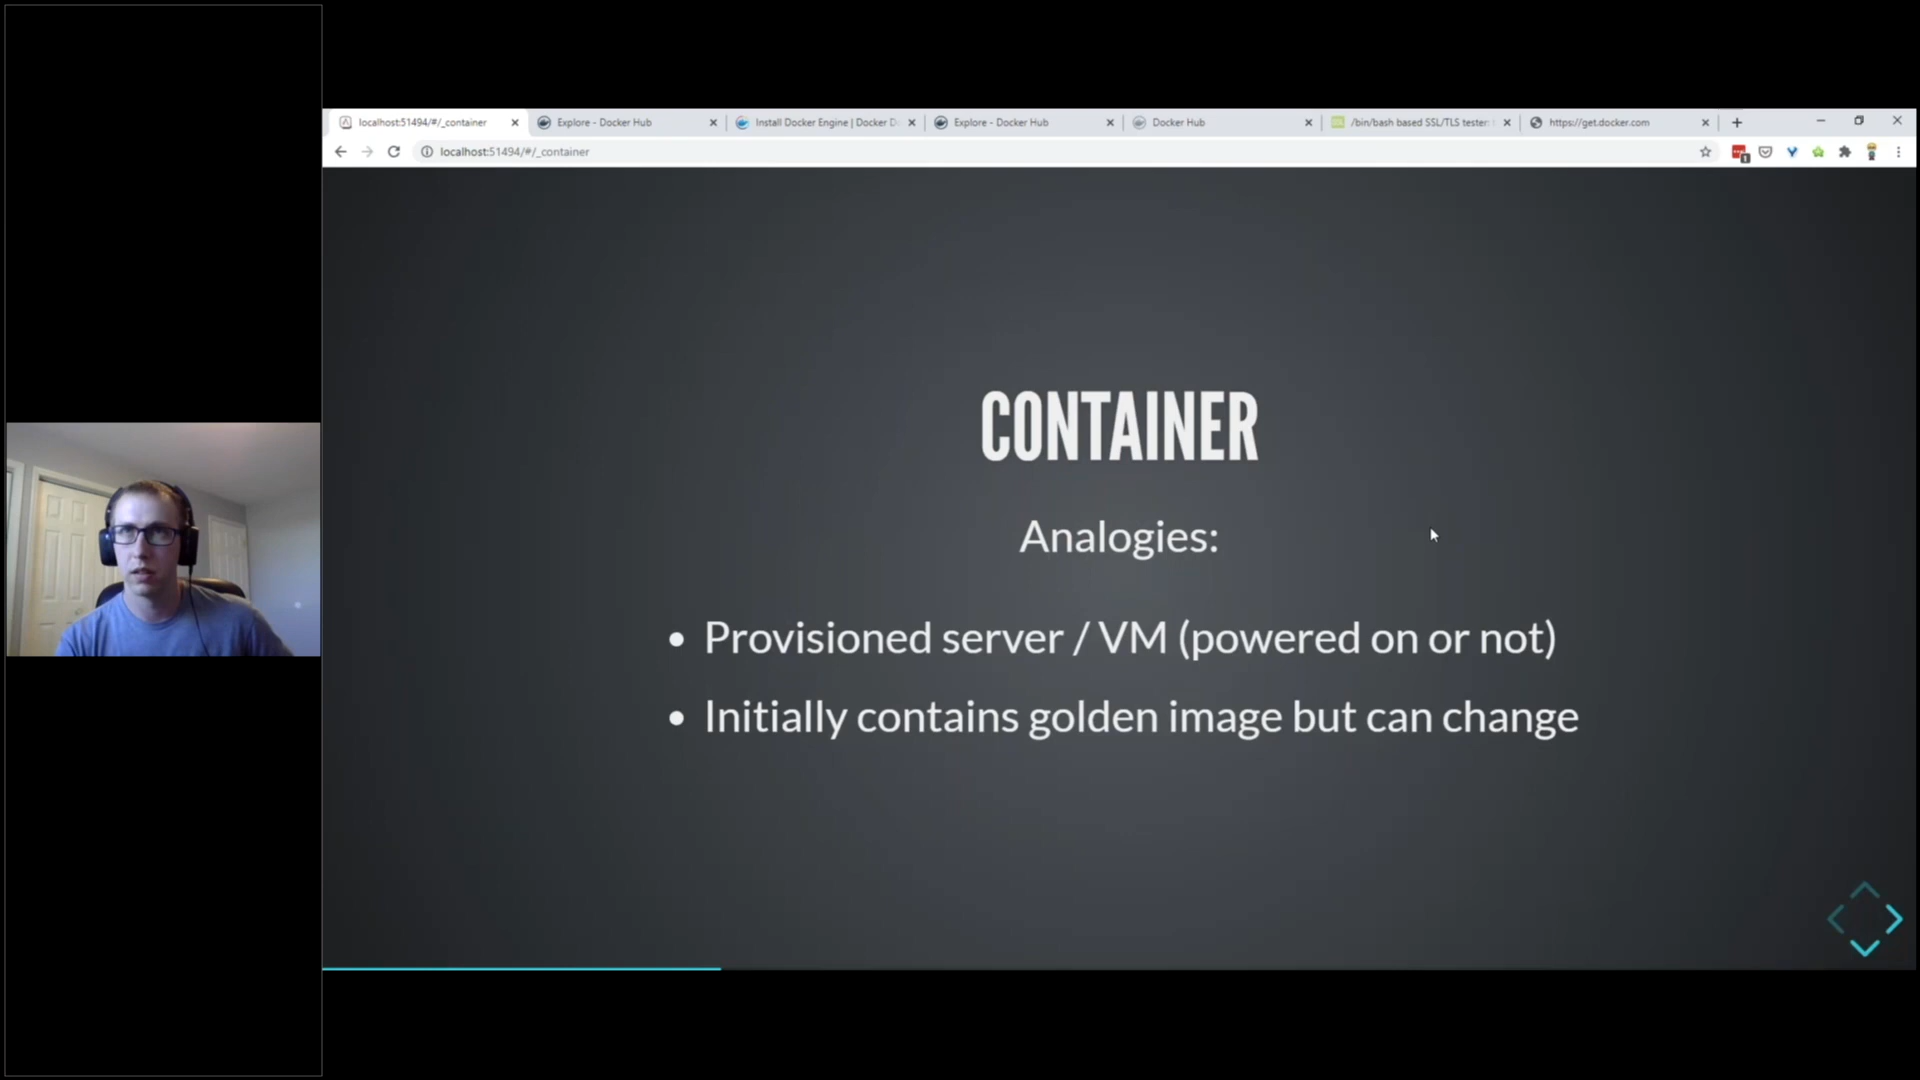 localhost:51494/#/_container
Explore - Docker Hub
Install Docker Engine | Docker D
Explore - Docker Hub
Docker Hub
/bin/bash based SSL/TLS tester:
https://get.docker.com
localhost:51494/#/_container
1
CONTAINER
Analogies:
• Provisioned server / VM (powered on or not)
• Initially contains golden image but can change